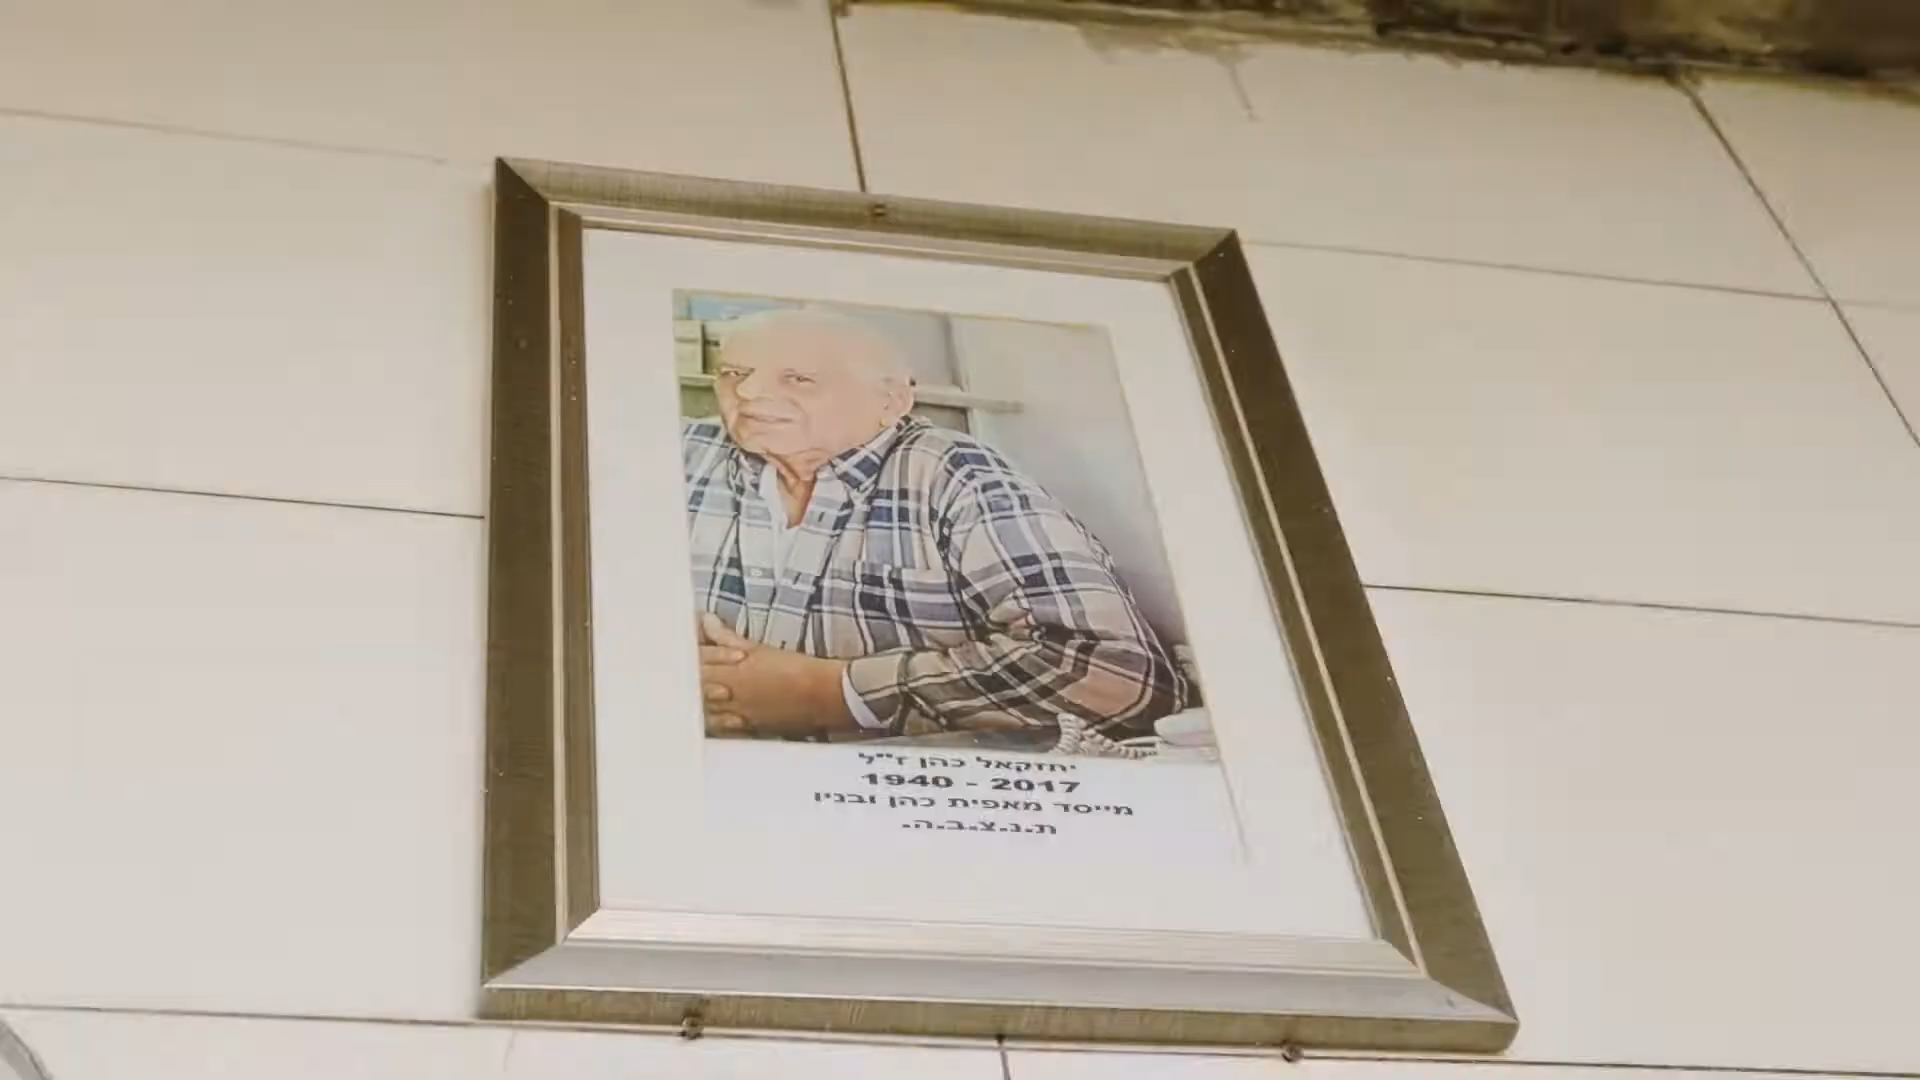 יחזקאל כהן ז"ל
1940 - 2017
מייסד מאפית כהן ובניו
ת.נ.צ.ב.ה.